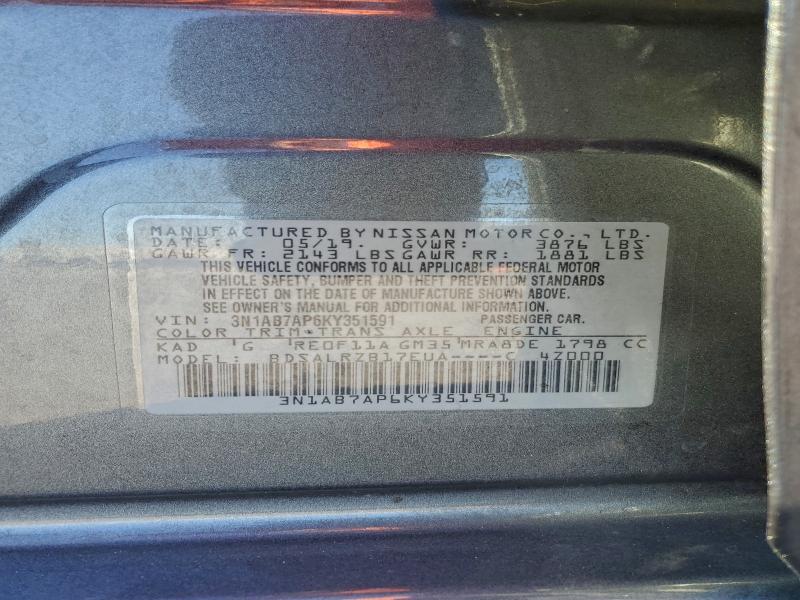 MANUFACTURED BY NISSAN MOTOR CO., LTD.
DATE: 05/19. GVWR: 3876 LBS
GAWR FR: 2143 LBS GAWR RR: 1881 LBS
THIS VEHICLE CONFORMS TO ALL APPLICABLE FEDERAL MOTOR
VEHICLE SAFETY, BUMPER AND THEFT PREVENTION STANDARDS
IN EFFECT ON THE DATE OF MANUFACTURE SHOWN ABOVE.
SEE OWNER'S MANUAL FOR ADDITIONAL INFORMATION.
VIN: 3N1AB7AP6KY351591 PASSENGER CAR.
COLOR TRIM-TRANS AXLE ENGINE
KAD G RE0F11A GM35 MRA8DE 1798 CC
MODEL: BDSALRZB17EUA----C 4Z000
3N1AB7AP6KY351591